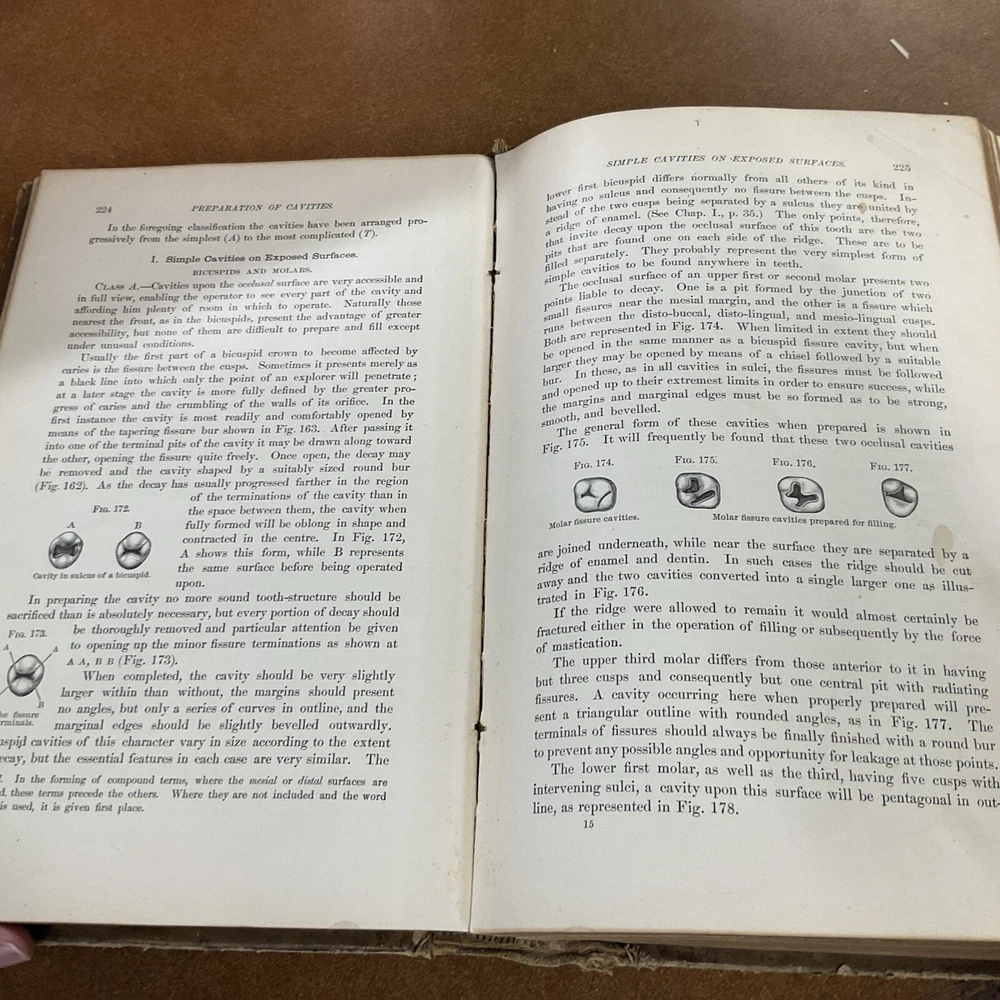 224 PREPARATION OF CAVITIES.
In the foregoing classification the cavities have been arranged pro-
gressively from the simplest (A) to the most complicated (T).
I. Simple Cavities on Exposed Surfaces.
BICUSPIDS AND MOLARS.
CLASS A.—Cavities upon the occlusal surface are very accessible and
in full view, enabling the operator to see every part of the cavity and
affording him plenty of room in which to operate. Naturally those
nearest the front, as in the bicuspids, present the advantage of greater
accessibility, but none of them are difficult to prepare and fill except
under unusual conditions.
Usually the first part of a bicuspid crown to become affected by
caries is the fissure between the cusps. Sometimes it presents merely as
a black line into which only the point of an explorer will penetrate;
at a later stage the cavity is more fully defined by the greater pro-
gress of caries and the crumbling of the walls of its orifice. In the
first instance the cavity is most readily and comfortably opened by
means of the tapering fissure bur shown in Fig. 163. After passing it
into one of the terminal pits of the cavity it may be drawn along toward
the other, opening the fissure quite freely. Once open, the decay may
be removed and the cavity shaped by a suitably sized round bur
(Fig. 162). As the decay has usually progressed farther in the region
of the terminations of the cavity than in
the space between them, the cavity when
fully formed will be oblong in shape and
contracted in the centre. In Fig. 172,
A shows this form, while B represents
the same surface before being operated
upon.
FIG. 172.
A B
Cavity in sulcus of a bicuspid.
In preparing the cavity no more sound tooth-structure should be
sacrificed than is absolutely necessary, but every portion of decay should
be thoroughly removed and particular attention be given
to opening up the minor fissure terminations as shown at
A A, B B (Fig. 173).
FIG. 173.
A A
B
fissure
When completed, the cavity should be very slightly
larger within than without, the margins should present
no angles, but only a series of curves in outline, and the
marginal edges should be slightly bevelled outwardly.
cavities of this character vary in size according to the extent
decay, but the essential features in each case are very similar. The
In the forming of compound terms, where the mesial or distal surfaces are
these terms precede the others. Where they are not included and the word
is used, it is given first place.
SIMPLE CAVITIES ON EXPOSED SURFACES. 225
lower first bicuspid differs normally from all others of its kind in
having no sulcus and consequently no fissure between the cusps. In-
stead of the two cusps being separated by a sulcus they are united by
a ridge of enamel. (See Chap. I., p. 35.) The only points, therefore,
that invite decay upon the occlusal surface of this tooth are the two
pits that are found one on each side of the ridge. These are to be
filled separately. They probably represent the very simplest form of
simple cavities to be found anywhere in teeth.
The occlusal surface of an upper first or second molar presents two
points liable to decay. One is a pit formed by the junction of two
small fissures near the mesial margin, and the other is a fissure which
runs between the disto-buccal, disto-lingual, and mesio-lingual cusps.
Both are represented in Fig. 174. When limited in extent they should
be opened in the same manner as a bicuspid fissure cavity, but when
larger they may be opened by means of a chisel followed by a suitable
bur. In these, as in all cavities in sulci, the fissures must be followed
and opened up to their extremest limits in order to ensure success, while
the margins and marginal edges must be so formed as to be strong,
smooth, and bevelled.
The general form of these cavities when prepared is shown in
Fig. 175. It will frequently be found that these two occlusal cavities
FIG. 174. FIG. 175. FIG. 176. FIG. 177.
Molar fissure cavities. Molar fissure cavities prepared for filling.
are joined underneath, while near the surface they are separated by a
ridge of enamel and dentin. In such cases the ridge should be cut
away and the two cavities converted into a single larger one as illus-
trated in Fig. 176.
If the ridge were allowed to remain it would almost certainly be
fractured either in the operation of filling or subsequently by the force
of mastication.
The upper third molar differs from those anterior to it in having
but three cusps and consequently but one central pit with radiating
fissures. A cavity occurring here when properly prepared will pre-
sent a triangular outline with rounded angles, as in Fig. 177. The
terminals of fissures should always be finally finished with a round bur
to prevent any possible angles and opportunity for leakage at those points.
The lower first molar, as well as the third, having five cusps with
intervening sulci, a cavity upon this surface will be pentagonal in out-
line, as represented in Fig. 178.
15